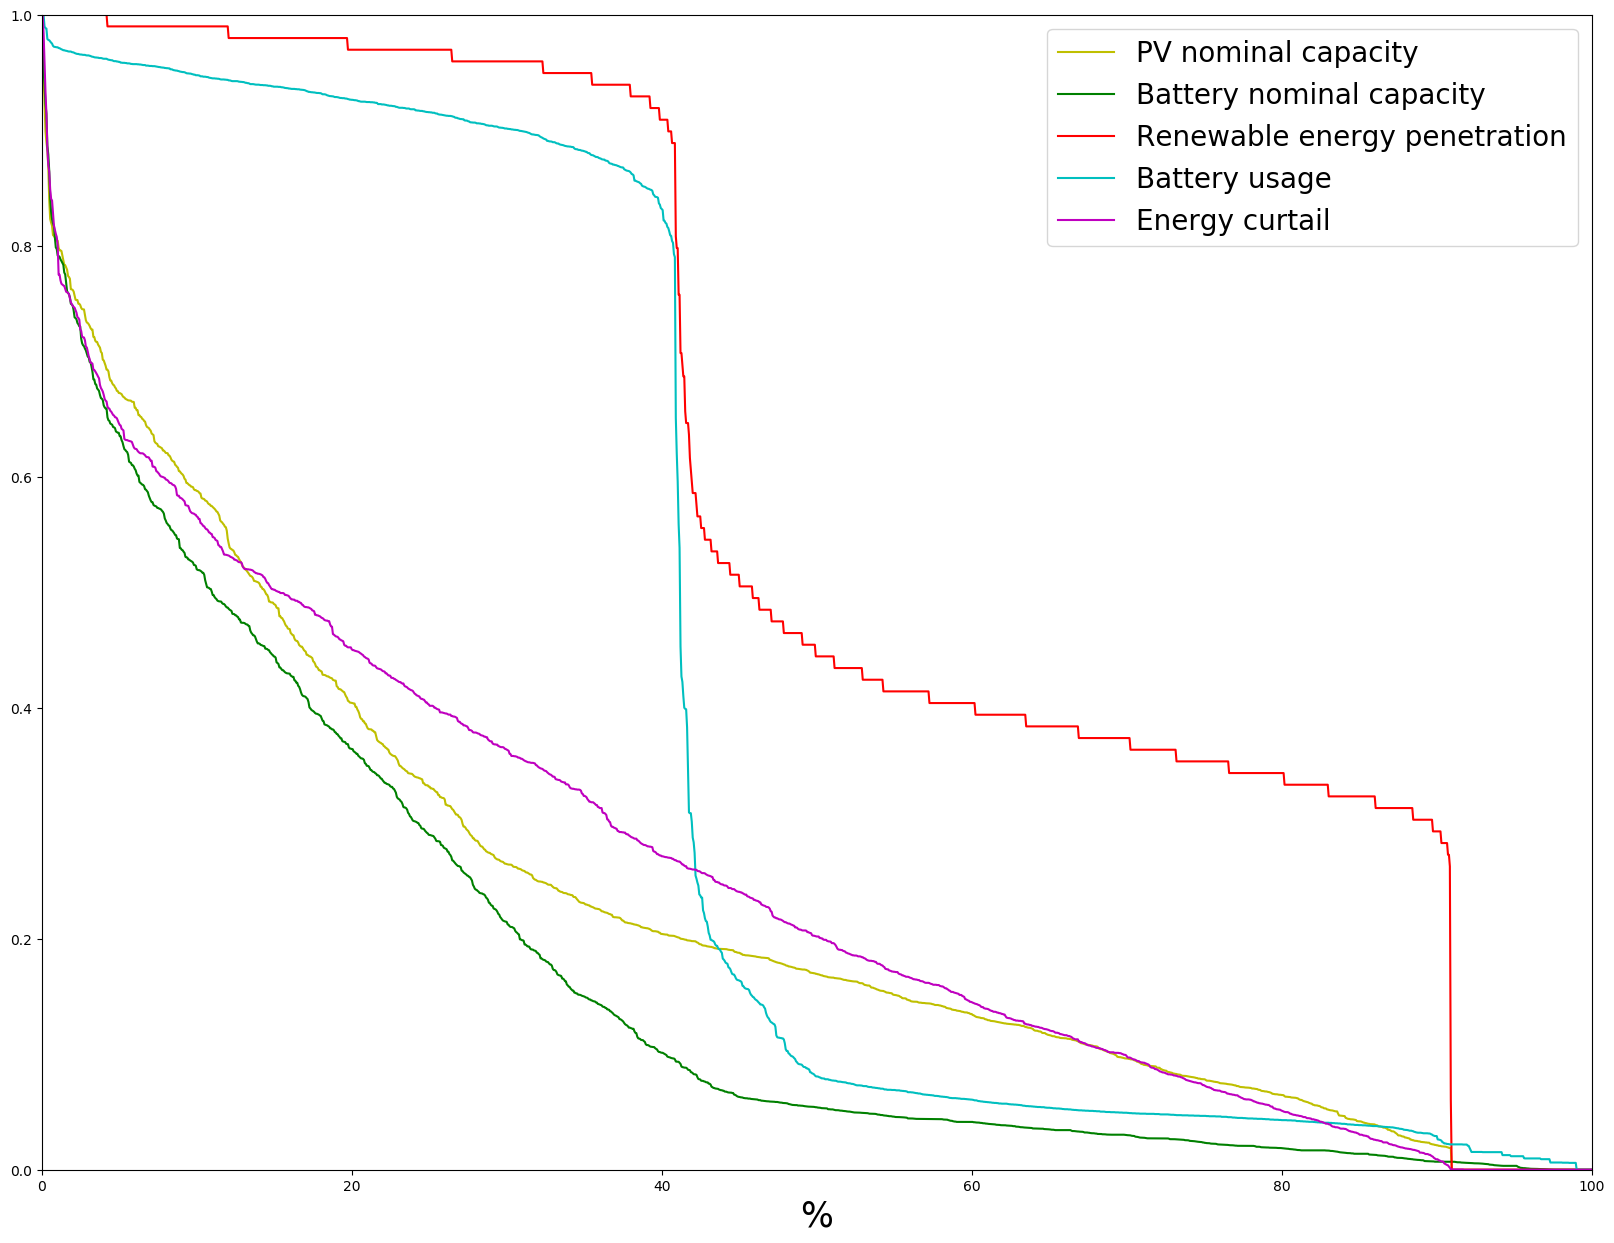 1.0
0.8
0.6
0.4
0.2
0.0
PV nominal capacity
Battery nominal capacity
Renewable energy penetration
Battery usage
Energy curtail
0 20 40 60 80 100
%